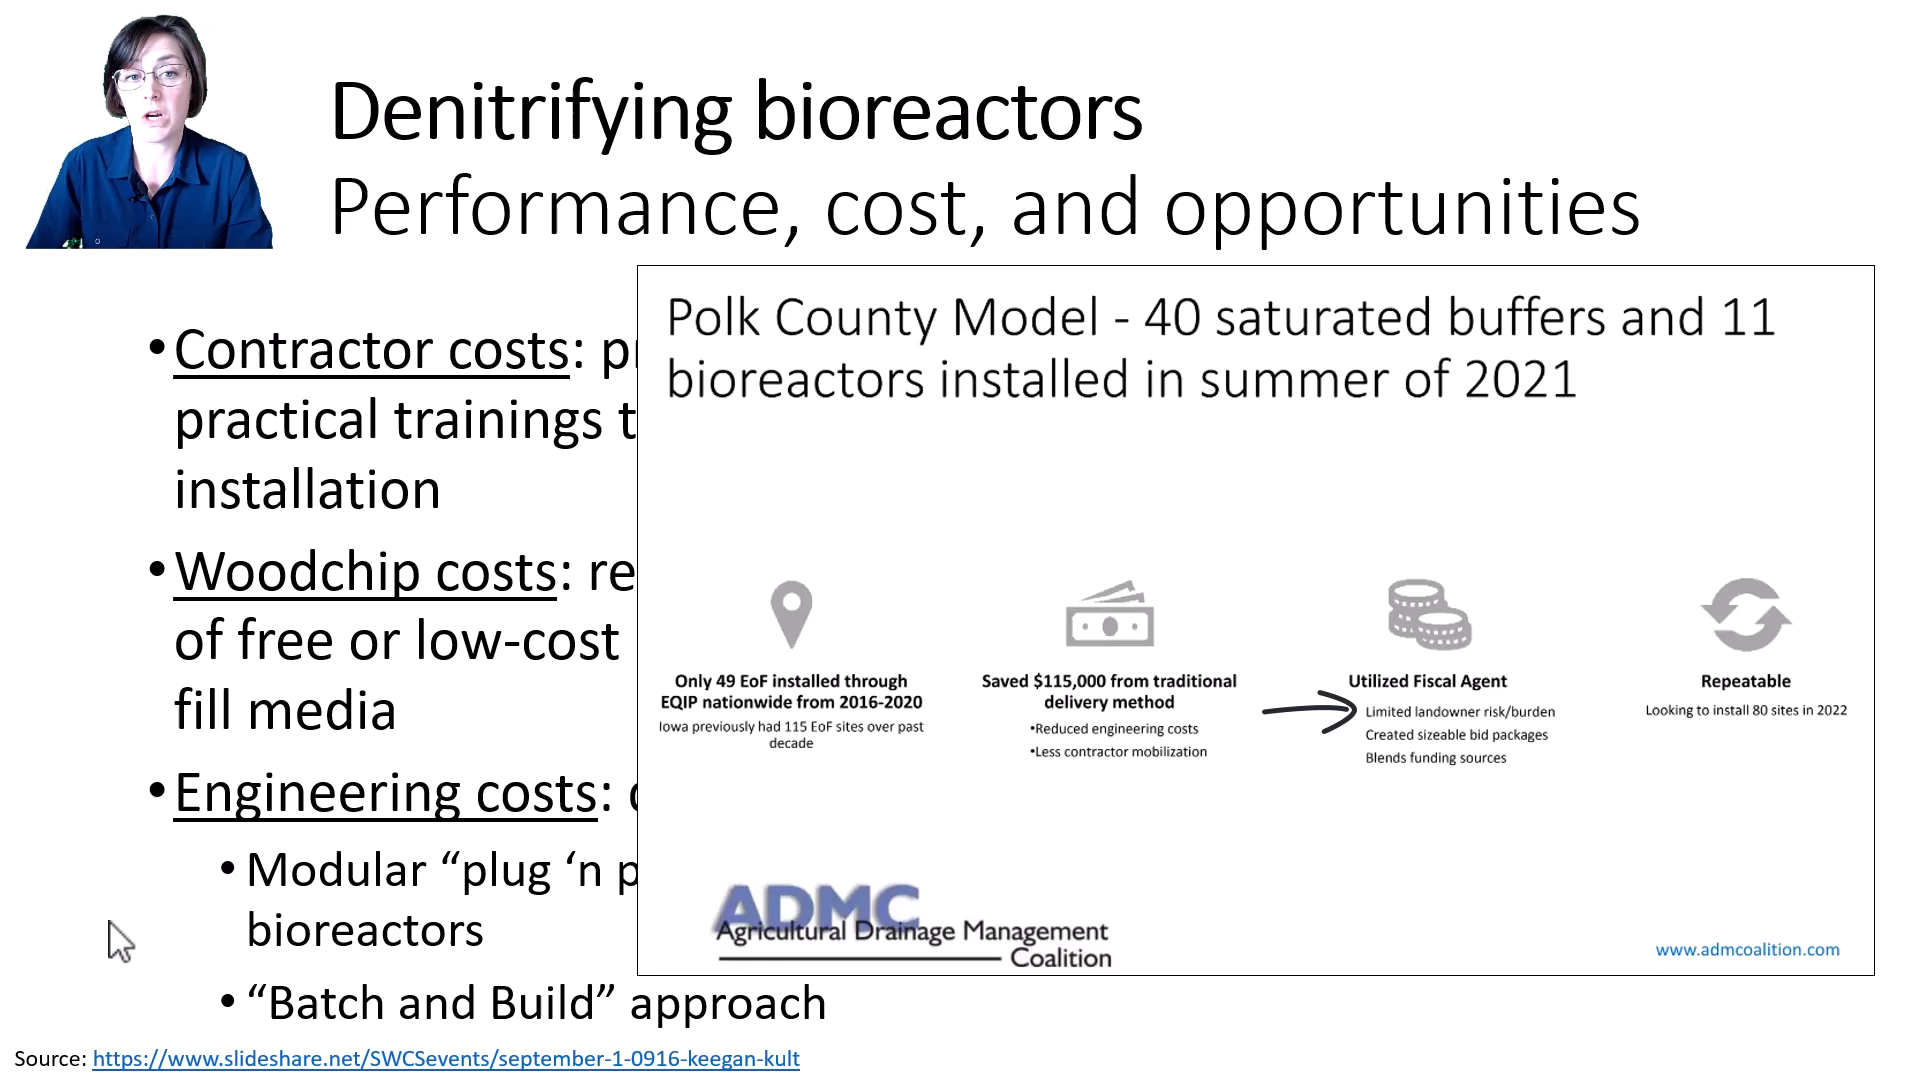 Denitrifying bioreactors
Performance, cost, and opportunities
•Contractor costs:
practical trainings
installation
•Woodchip costs:
of free or low-cost
fill media
•Engineering costs:
•Modular “plug ‘n
bioreactors
•“Batch and Build” approach
Source: https://www.slideshare.net/SWCSevents/september-1-0916-keegan-kult
Polk County Model - 40 saturated buffers and 11
bioreactors installed in summer of 2021
Only 49 EoF installed through
EQIP nationwide from 2016-2020
Iowa previously had 115 EoF sites over past
decade
Saved $115,000 from traditional
delivery method
•Reduced engineering costs
•Less contractor mobilization
Utilized Fiscal Agent
Limited landowner risk/burden
Created sizeable bid packages
Blends funding sources
Repeatable
Looking to install 80 sites in 2022
ADMC
Agricultural Drainage Management
Coalition
www.admcoalition.com